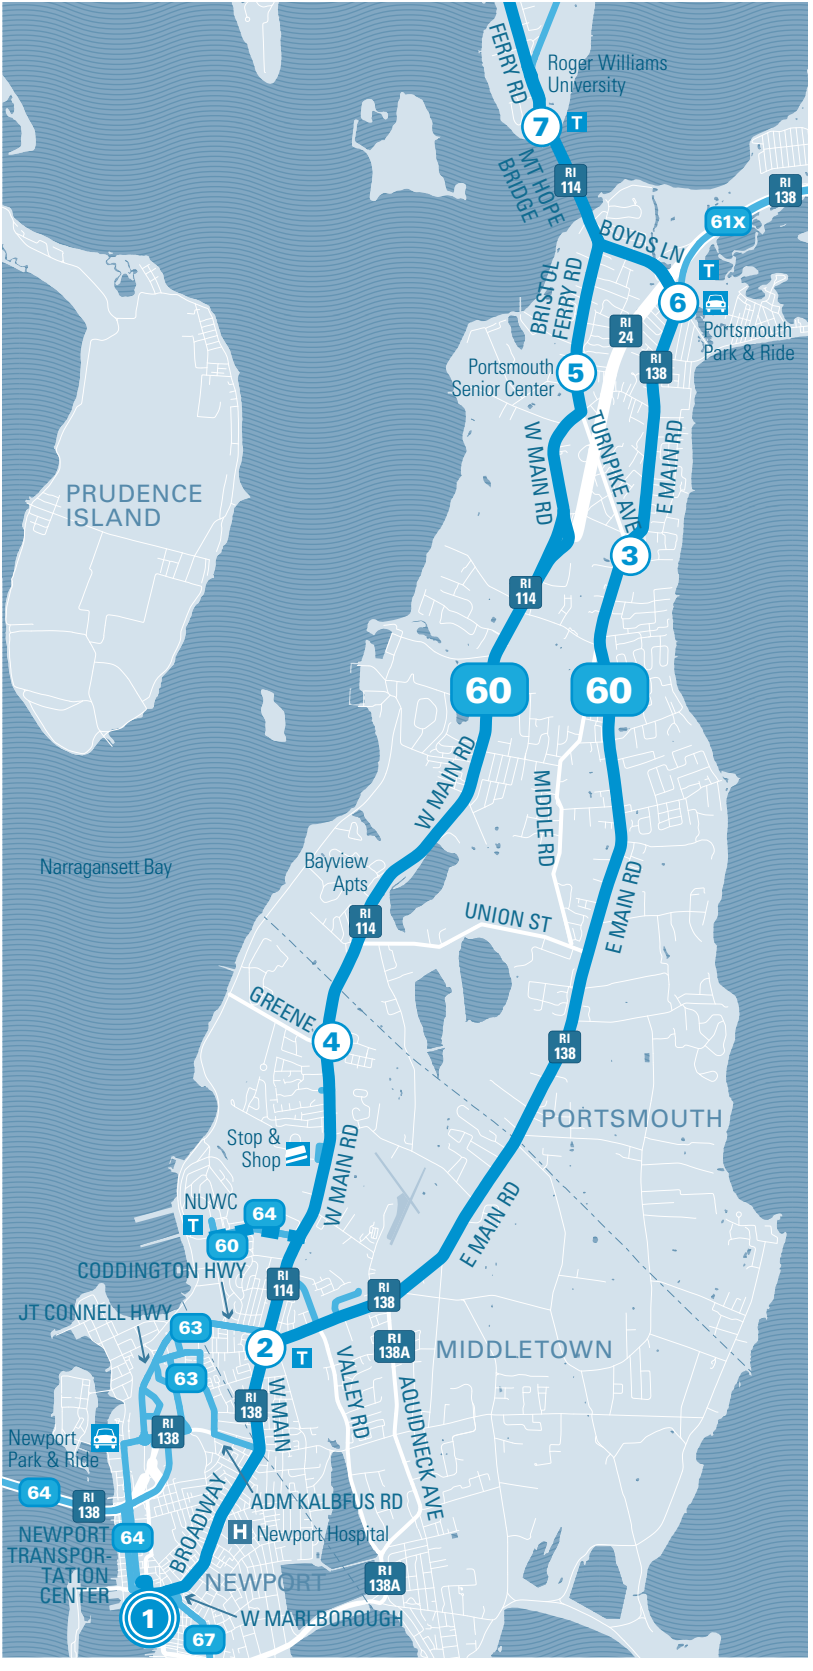 FERRY RD
Roger Williams
University
7
T
MT HOPE
BRIDGE
RI
114
RI
138
61X
BOYDS LN
T
BRISTOL
FERRY RD
6
RI
24
Portsmouth
Park & Ride
RI
138
Portsmouth
Senior Center
5
TURNPIKE AVE
W MAIN RD
E MAIN RD
PRUDENCE
ISLAND
3
RI
114
60
60
W MAIN RD
MIDDLE RD
Narragansett Bay
Bayview
Apts
E MAIN RD
RI
114
UNION ST
GREENE
4
RI
138
PORTSMOUTH
Stop &
Shop
W MAIN RD
NUWC
T
64
60
E MAIN RD
CODDINGTON HWY
RI
114
RI
138
JT CONNELL HWY
63
2
T
RI
138A
MIDDLETOWN
63
VALLEY RD
W MAIN
RI
138
AQUIDNECK AVE
RI
138
Newport
Park & Ride
64
RI
138
ADM KALBFUS RD
BROADWAY
H
Newport Hospital
64
NEWPORT
TRANSPOR-
TATION
CENTER
NEWPORT
RI
138A
1
W MARLBOROUGH
67